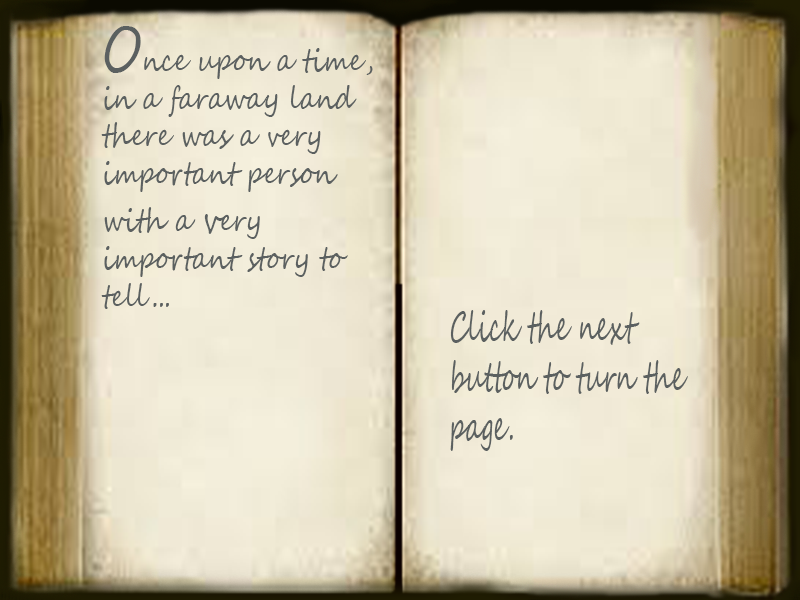 Once upon a time,
in a faraway land
there was a very
important person
with a very
important story to
tell...
Click the next
button to turn the
page.